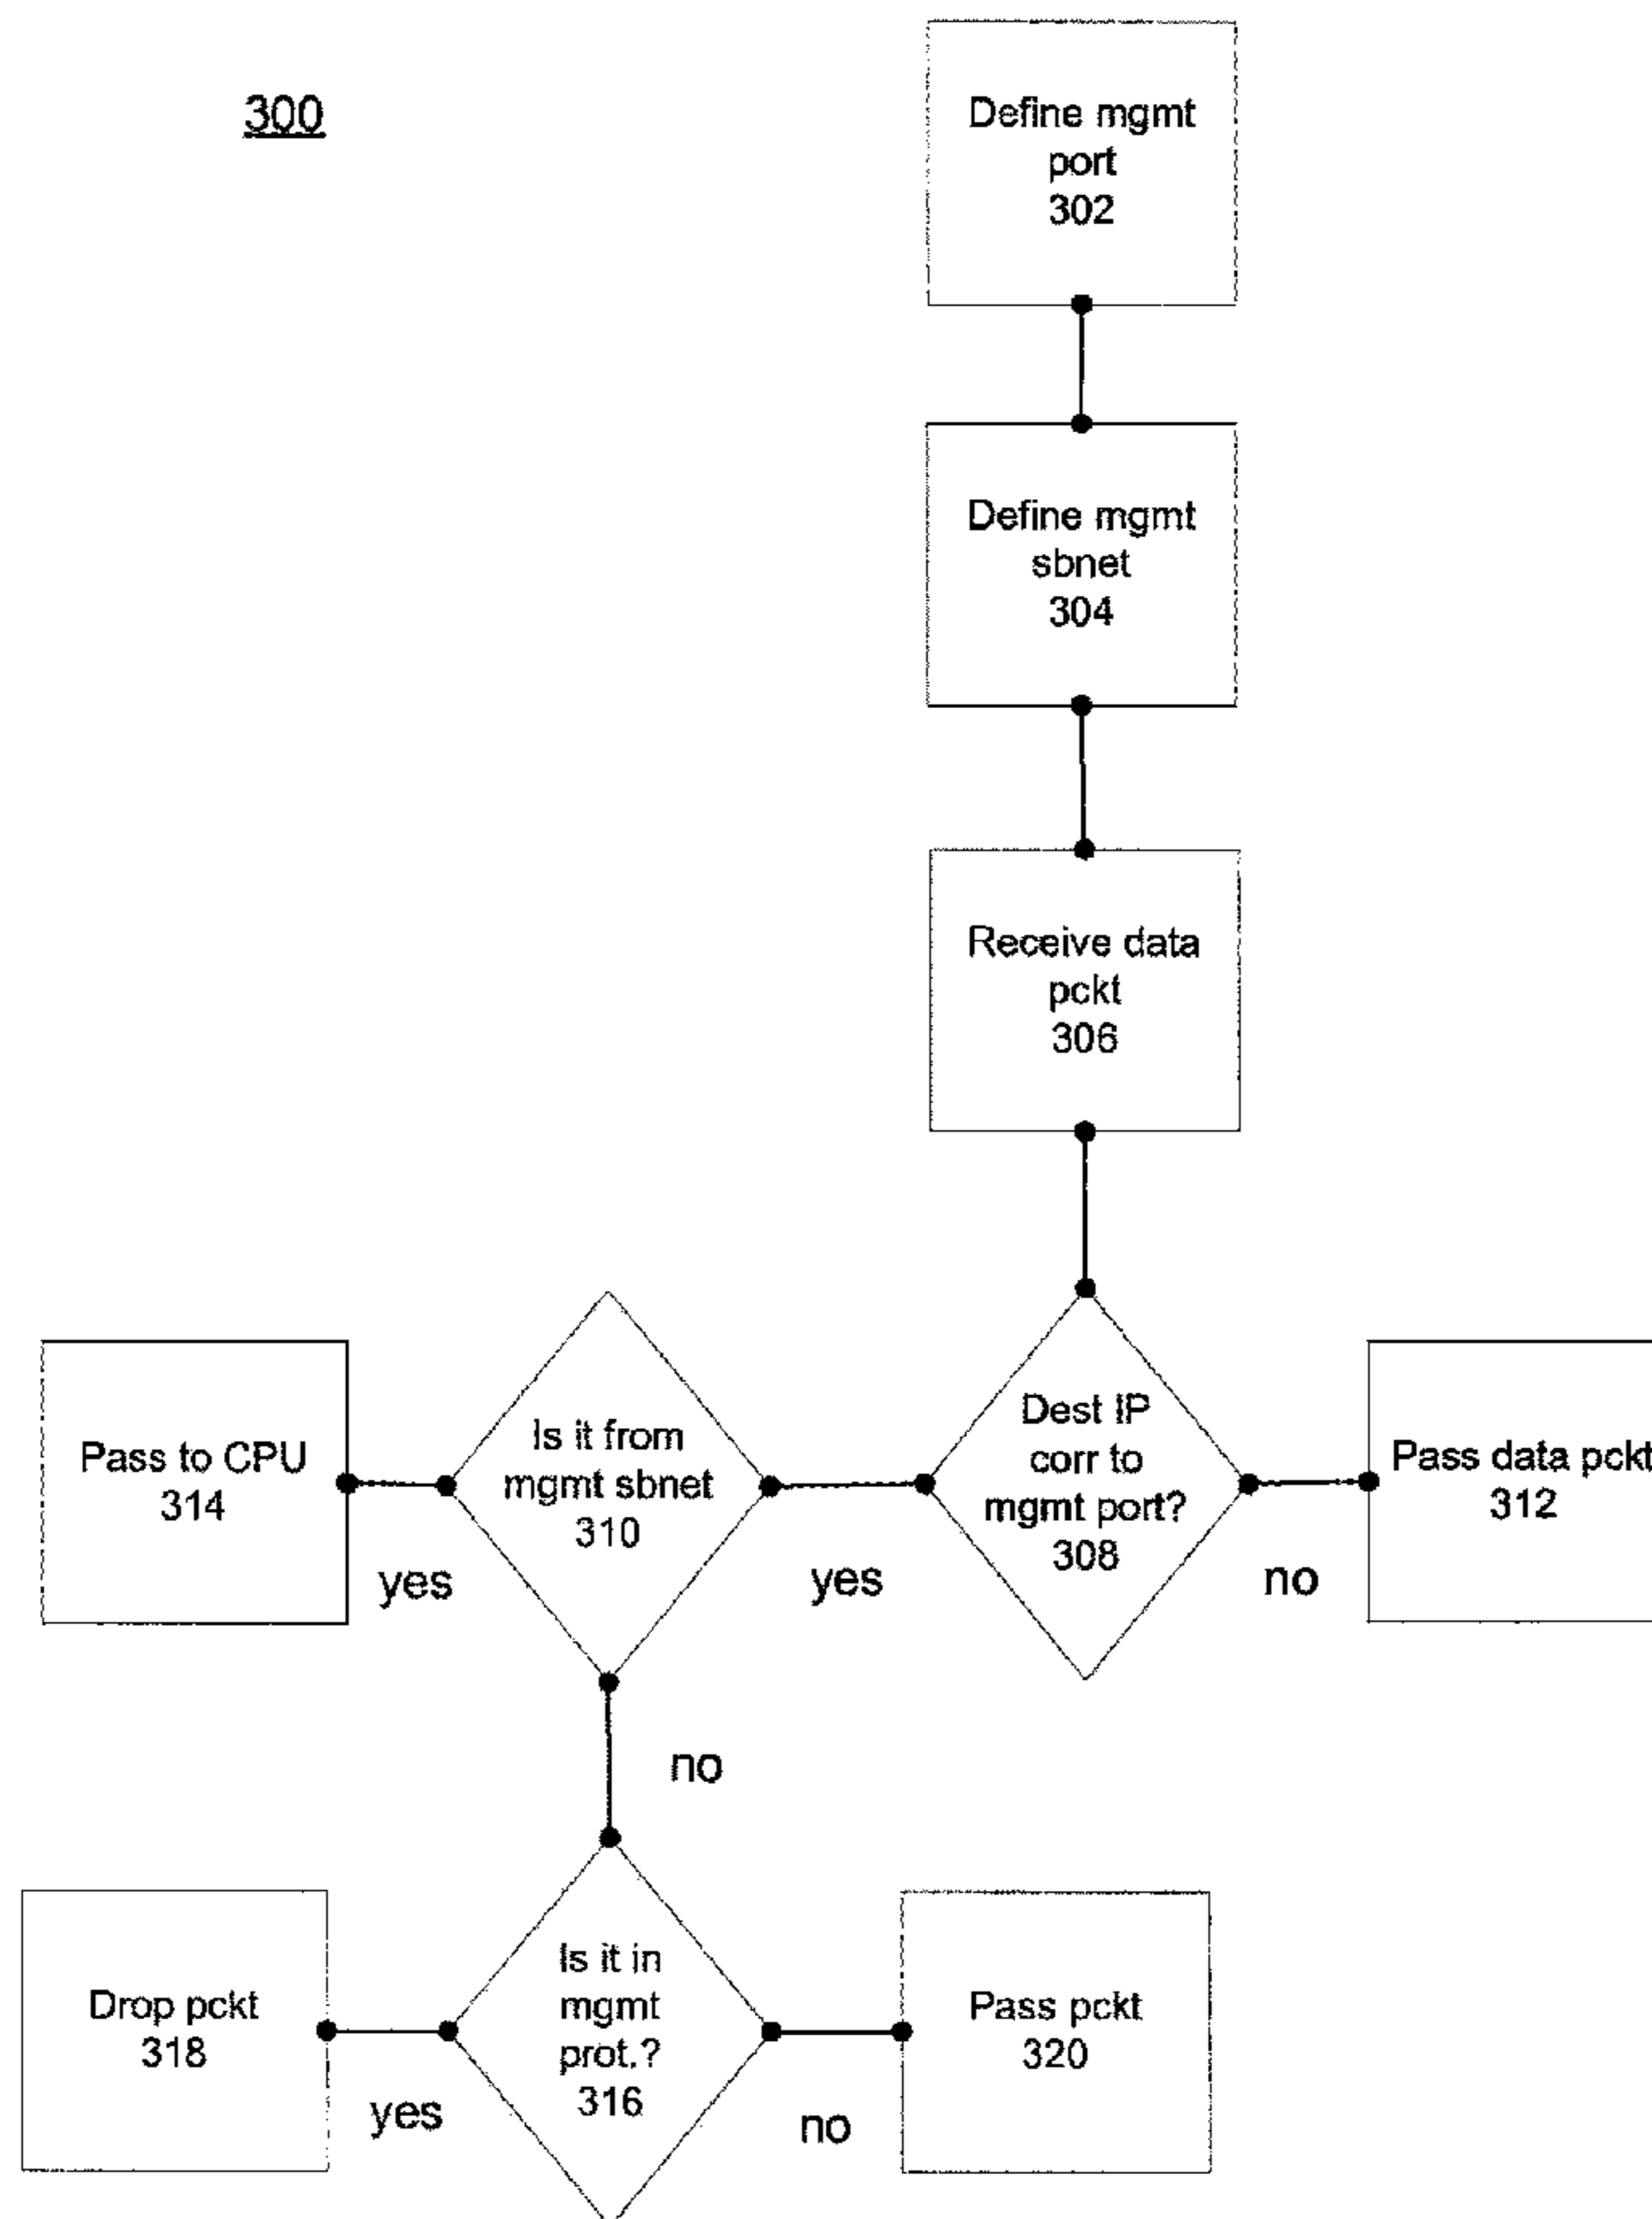 300
Define mgmt
port
302
Define mgmt
sbnet
304
Receive data
pckt
306
Dest IP
corr to
mgmt port?
308
Is it from
mgmt sbnet
310
Pass to CPU
314
Pass data pckt
312
yes
yes
no
no
Is it in
mgmt
prot.?
316
Drop pckt
318
Pass pckt
320
yes
no